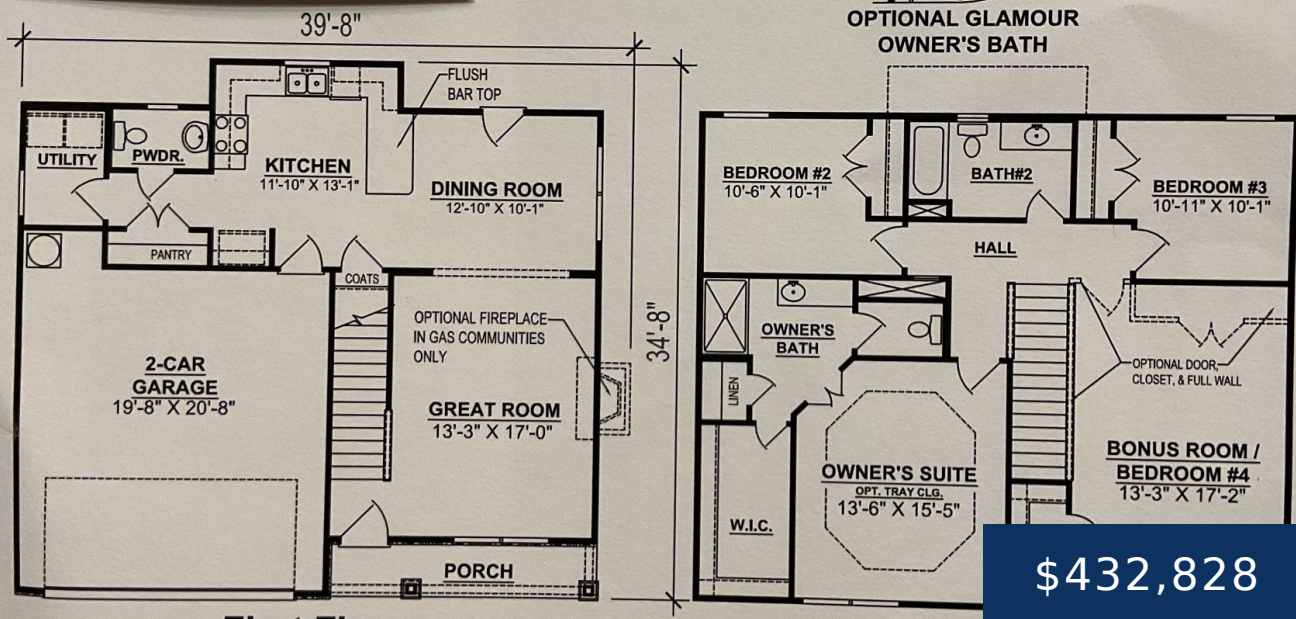 39'-8"
OPTIONAL GLAMOUR
OWNER'S BATH
FLUSH
BAR TOP
UTILITY
PWDR.
KITCHEN
11'-10" X 13'-1"
DINING ROOM
12'-10" X 10'-1"
PANTRY
COATS
OPTIONAL FIREPLACE
IN GAS COMMUNITIES
ONLY
2-CAR
GARAGE
19'-8" X 20'-8"
GREAT ROOM
13'-3" X 17'-0"
PORCH
34'-8"
BEDROOM #2
10'-6" X 10'-1"
BATH#2
BEDROOM #3
10'-11" X 10'-1"
HALL
OWNER'S
BATH
LINEN
OPTIONAL DOOR,
CLOSET, & FULL WALL
OWNER'S SUITE
OPT. TRAY CLG.
13'-6" X 15'-5"
W.I.C.
BONUS ROOM /
BEDROOM #4
13'-3" X 17'-2"
$432,828